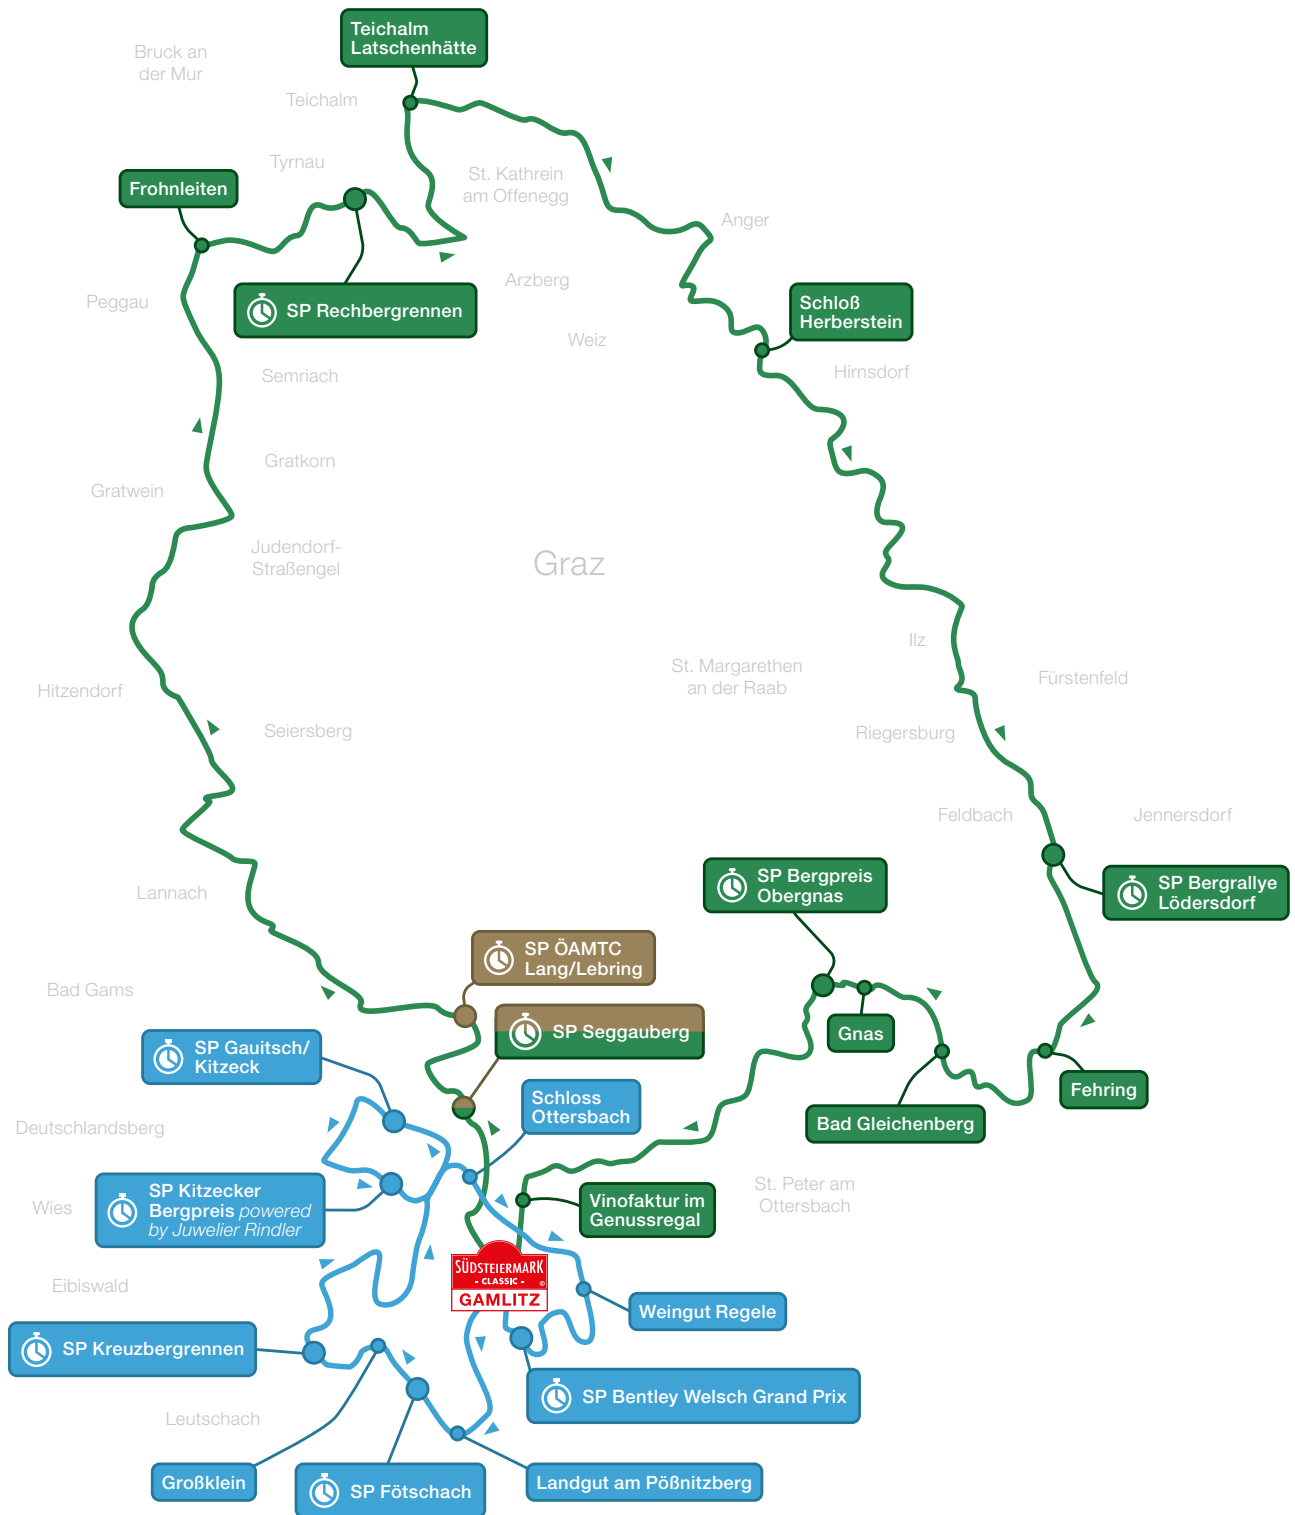 Teichalm
Latschenhätte
Bruck an
der Mur
Teichalm
Tyrnau
St. Kathrein
am Offenegg
Frohnleiten
Anger
Arzberg
Peggau
SP Rechbergrennen
Schloß
Herberstein
Weiz
Hirnsdorf
Semriach
Gratkorn
Gratwein
Judendorf-
Straßengel
Graz
Ilz
St. Margarethen
an der Raab
Fürstenfeld
Hitzendorf
Seiersberg
Riegersburg
Feldbach
Jennersdorf
SP Bergpreis
Obergnas
SP Bergrallye
Lödersdorf
Lannach
SP ÖAMTC
Lang/Lebring
Bad Gams
SP Seggauberg
Gnas
SP Gauitsch/
Kitzeck
Fehring
Schloss
Ottersbach
Bad Gleichenberg
Deutschlandsberg
St. Peter am
Ottersbach
SP Kitzecker
Bergpreis powered
by Juwelier Rindler
Wies
Vinofaktur im
Genussregal
SÜDSTEIERMARK
- CLASSIC - ®
GAMLITZ
Eibiswald
Weingut Regele
SP Kreuzbergrennen
SP Bentley Welsch Grand Prix
Leutschach
Großklein
SP Fötschach
Landgut am Pößnitzberg